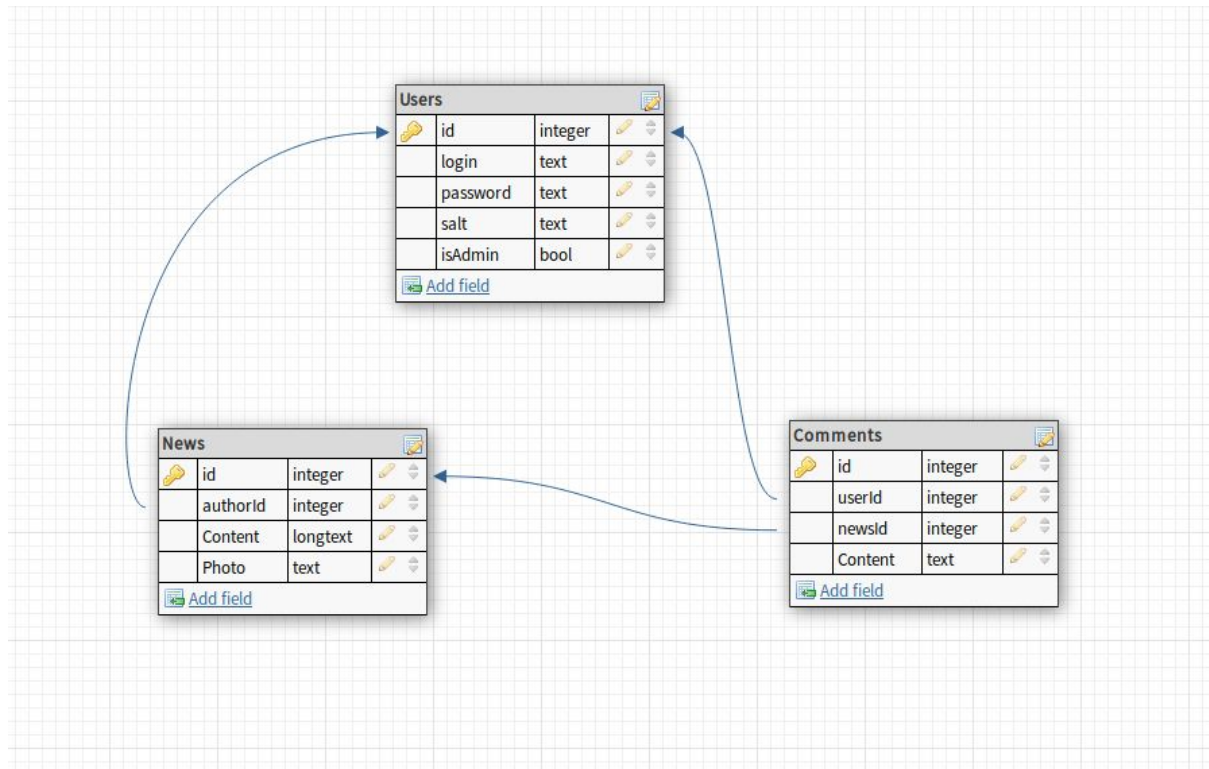 Users
id integer
login text
password text
salt text
isAdmin bool
Add field
News
id integer
authorId integer
Content longtext
Photo text
Add field
Comments
id integer
userId integer
newsId integer
Content text
Add field